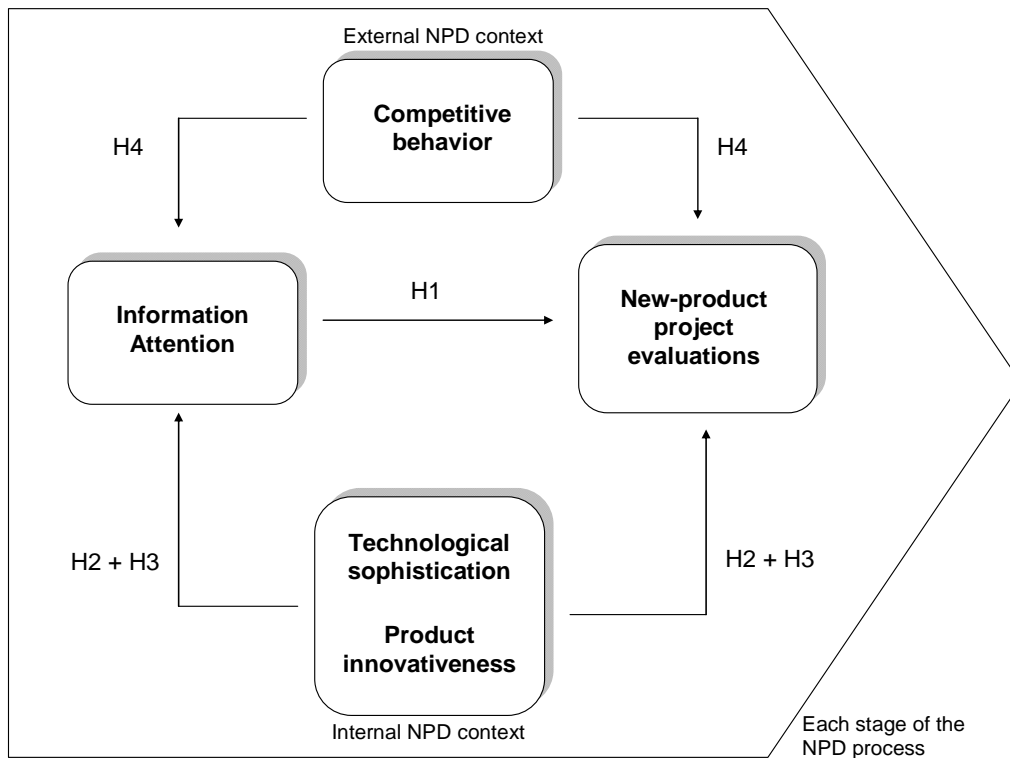 External NPD context
Competitive
behavior
H4
H4
Information
Attention
H1
New-product
project
evaluations
H2 + H3
Technological
sophistication
Product
innovativeness
H2 + H3
Internal NPD context
Each stage of the
NPD process